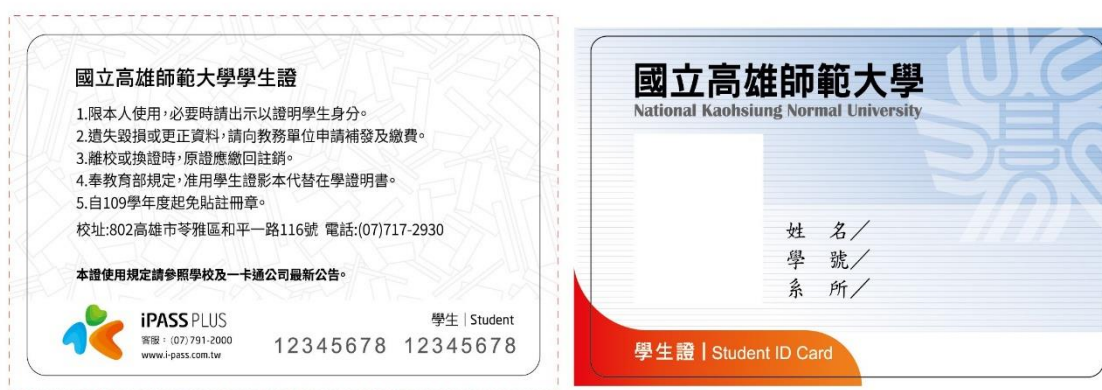 國立高雄師範大學學生證
1.限本人使用，必要時請出示以證明學生身分。
2.遺失毀損或更正資料，請向教務單位申請補發及繳費。
3.離校或換證時，原證應繳回註銷。
4.奉教育部規定，准用學生證影本代替在學證明書。
5.自109學年度起免貼註冊章。
校址:802高雄市苓雅區和平一路116號 電話:(07)717-2930
本證使用規定請參照學校及一卡通公司最新公告。
iPASS PLUS
客服：(07)791-2000
www.i-pass.com.tw
學生｜Student
12345678 12345678
國立高雄師範大學
National Kaohsiung Normal University
姓 名／
學 號／
系 所／
學生證｜Student ID Card